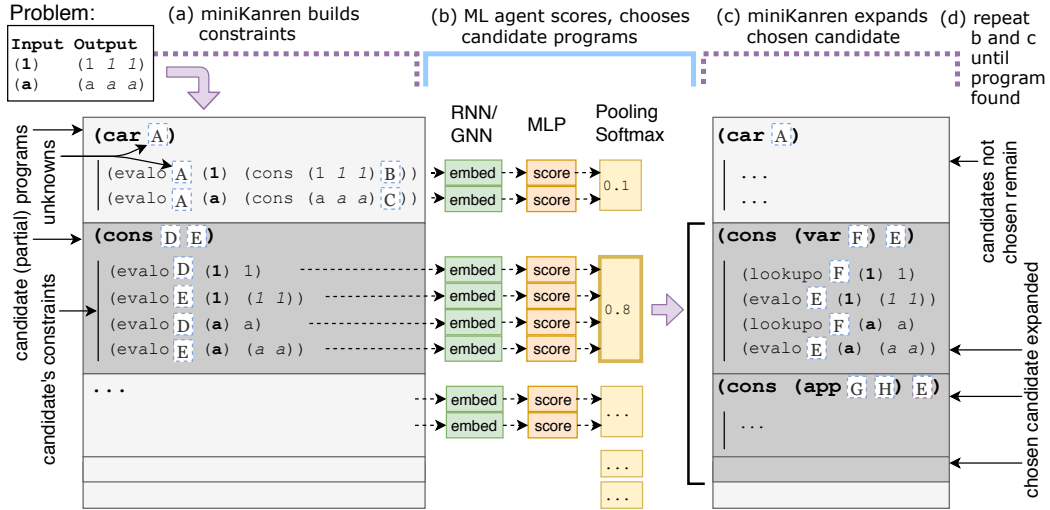 Problem:
Input Output
(1) (1 1 1)
(a) (a a a)
(a) miniKanren builds
constraints
(b) ML agent scores, chooses
candidate programs
(c) miniKanren expands
chosen candidate
(d) repeat
b and c
until
program
found
candidate (partial) programs
unknowns
candidate's constraints
(car A)
(evalo A (1) (cons (1 1 1) B))
(evalo A (a) (cons (a a a) C))
(cons D E)
(evalo D (1) 1)
(evalo E (1) (1 1))
(evalo D (a) a)
(evalo E (a) (a a))
...
RNN/
GNN
MLP
Pooling
Softmax
embed score
embed score
0.1
embed score
embed score
embed score
embed score
0.8
embed score
embed score
...
...
...
(car A)
...
...
(cons (var F) E)
(lookupo F (1) 1)
(evalo E (1) (1 1))
(lookupo F (a) a)
(evalo E (a) (a a))
(cons (app G H) E)
...
candidates not
chosen remain
chosen candidate expanded